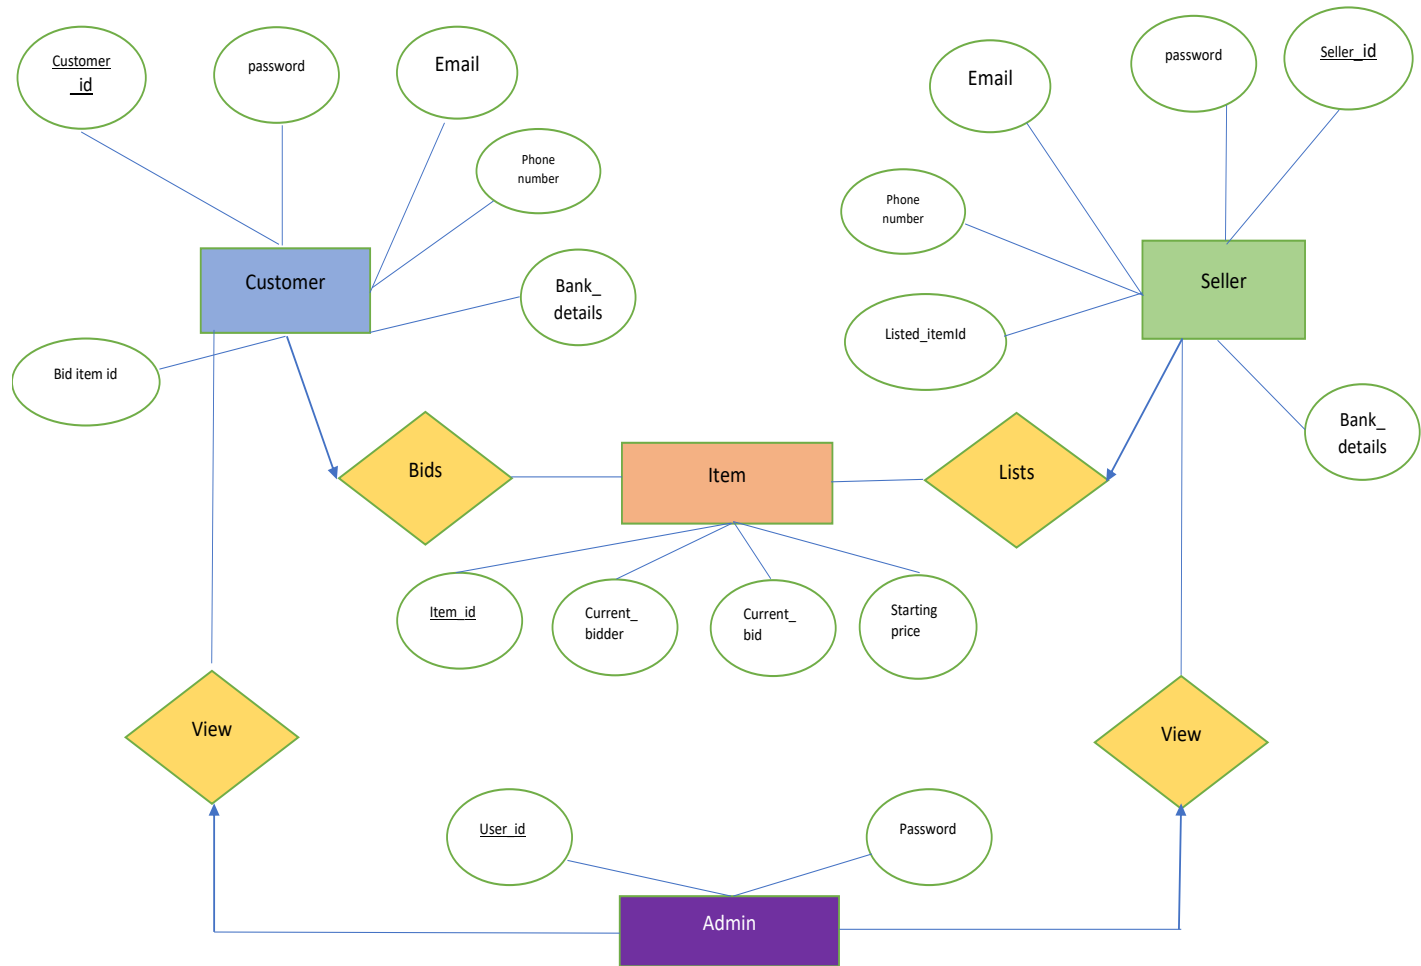 Customer
_id
password
Email
Phone
number
Bank_
details
Customer
Bid item id
Email
password
Seller_id
Phone
number
Listed_itemId
Seller
Bank_
details
Bids
Item
Lists
Item_id
Current_
bidder
Current_
bid
Starting
price
View
View
User_id
Password
Admin